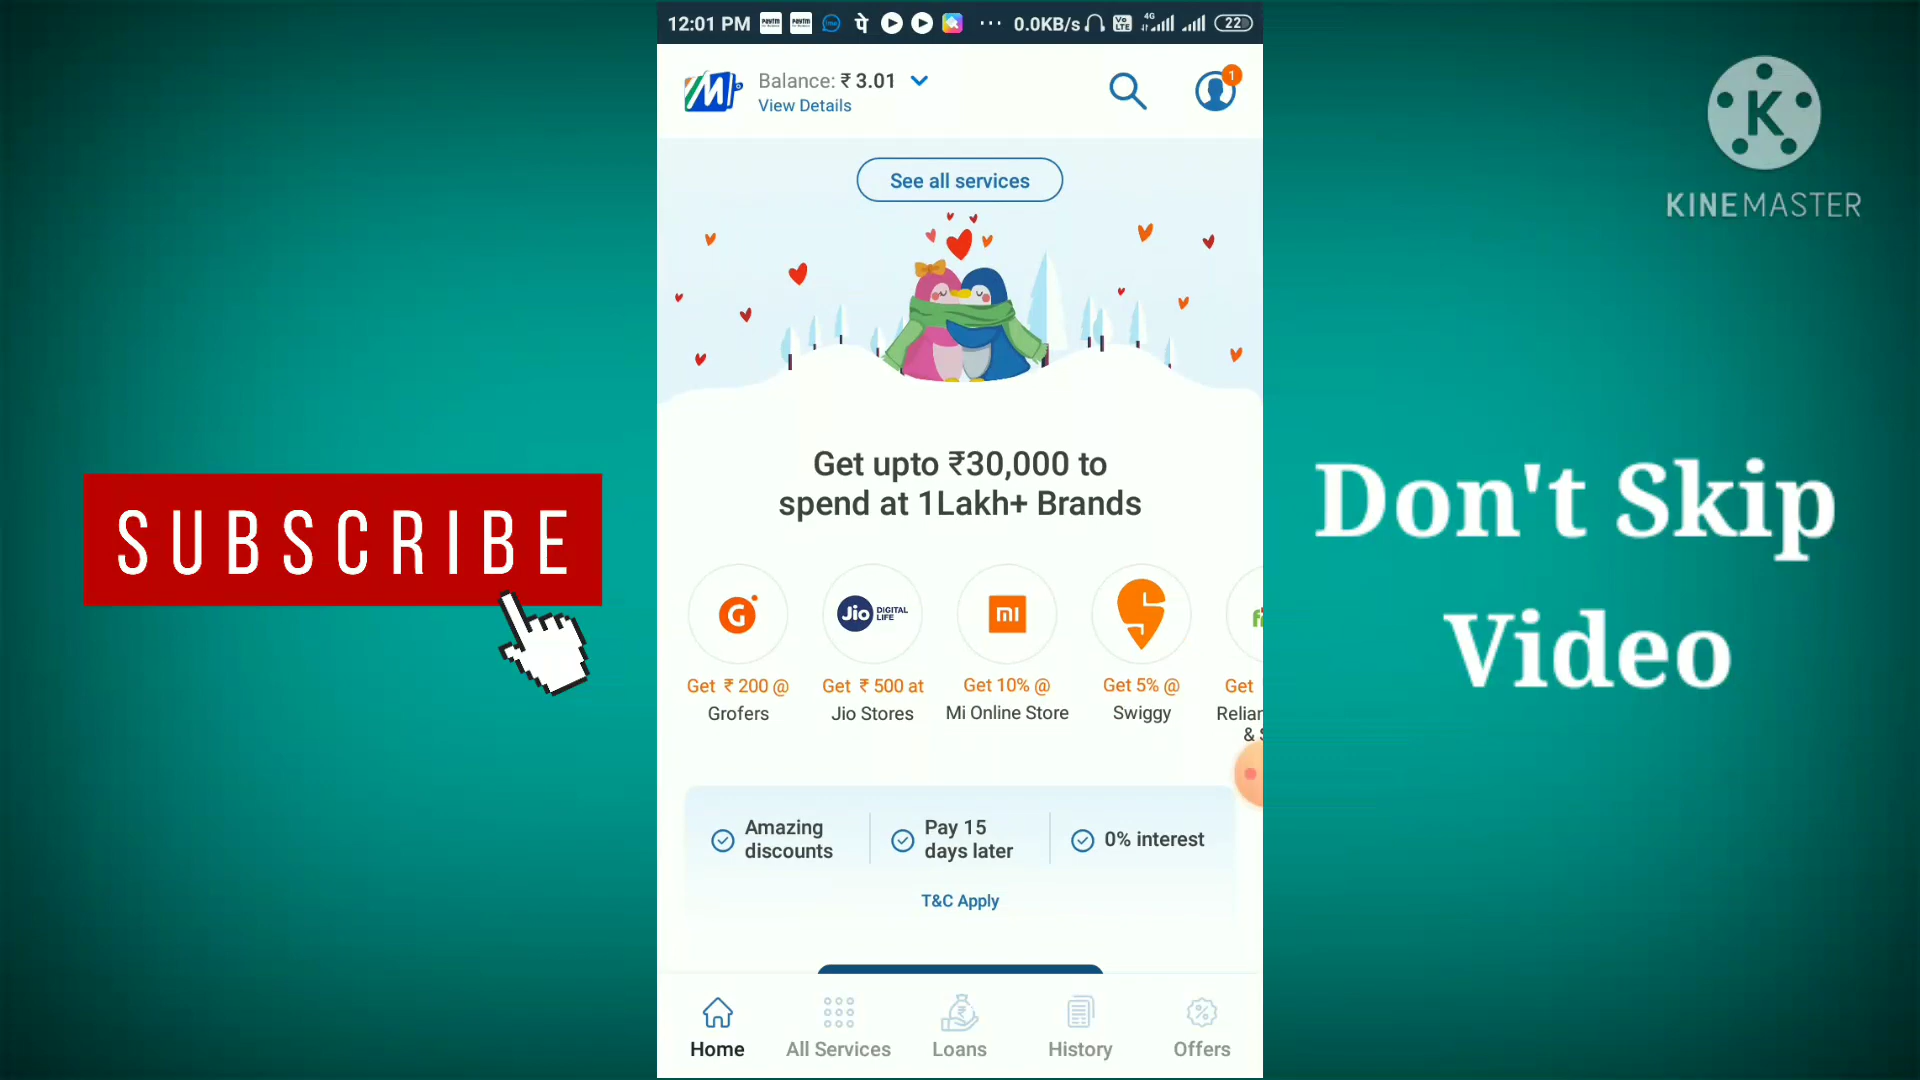 12:01 PM
0.0KB/s
4G
22
Balance: ₹ 3.01
View Details
1
See all services
K
KINEMASTER
Get upto ₹30,000 to
spend at 1Lakh+ Brands
SUBSCRIBE
Don't Skip
Video
G
Jio DIGITAL LIFE
mi
Get ₹ 200 @
Grofers
Get ₹ 500 at
Jio Stores
Get 10% @
Mi Online Store
Get 5% @
Swiggy
Get
&
Amazing
discounts
Pay 15
days later
0% interest
T&C Apply
Home
All Services
Loans
History
Offers